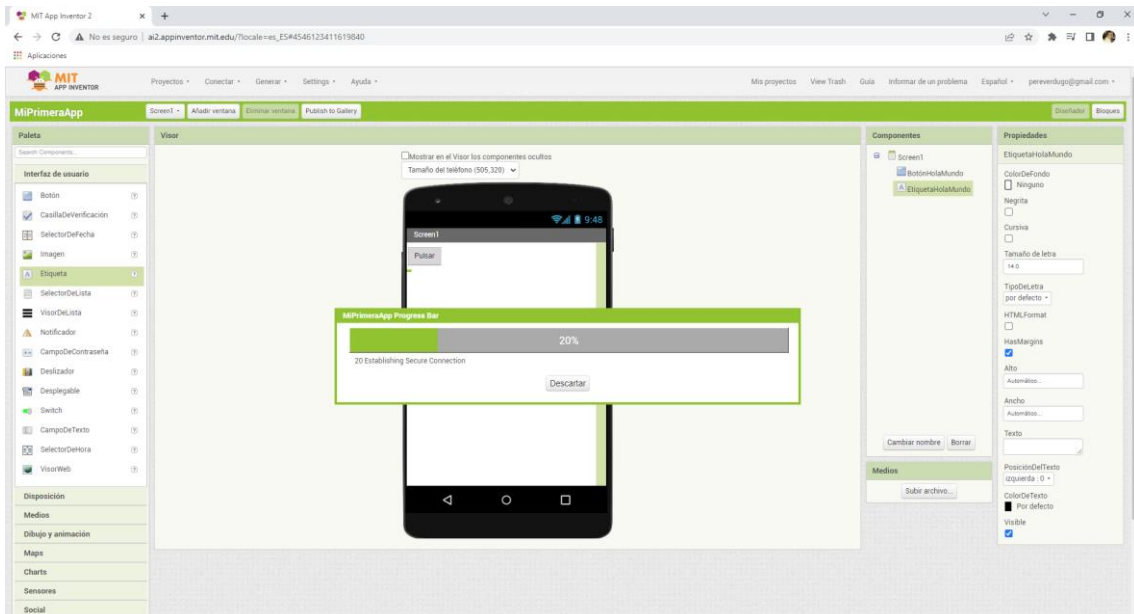 MIT App Inventor 2
No es seguro
ai2.appinventor.mit.edu/?locale=es_ES#4546123411619840
Aplicaciones
MIT
APP INVENTOR
Proyectos
Conectar
Generar
Settings
Ayuda
Mis proyectos
View Trash
Guía
Informar de un problema
Español
pereverdugo@gmail.com
MiPrimeraApp
Screen1
Añadir ventana
Eliminar ventana
Publish to Gallery
Diseñador
Bloques
Paleta
Search Components...
Interfaz de usuario
Botón
CasillaDeVerificación
SelectorDeFecha
Imagen
Etiqueta
SelectorDeLista
VisorDeLista
Notificador
CampoDeContraseña
Deslizador
Desplegable
Switch
CampoDeTexto
SelectorDeHora
VisorWeb
Disposición
Medios
Dibujo y animación
Maps
Charts
Sensores
Social
Visor
Mostrar en el Visor los componentes ocultos
Tamaño del teléfono (505,320)
9:48
Screen1
Pulsar
MiPrimeraApp Progress Bar
20%
20 Establishing Secure Connection
Descartar
Componentes
Screen1
BotónHolaMundo
EtiquetaHolaMundo
Cambiar nombre
Borrar
Medios
Subir archivo...
Propiedades
EtiquetaHolaMundo
ColorDeFondo
Ninguno
Negrita
Cursiva
Tamaño de letra
14.0
TipoDeLetra
por defecto
HTMLFormat
HasMargins
Alto
Automático...
Ancho
Automático...
Texto
PosiciónDelTexto
izquierda : 0
ColorDeTexto
Por defecto
Visible